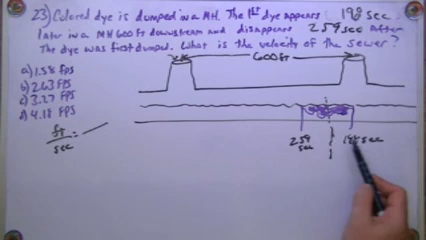 23) Colored dye is dumped in a MH. The 1st dye appears 198 sec
later in a MH 600 ft downstream and disappears 259 sec After
The dye was first dumped. What is the velocity of the sewer?
600 ft
a) 1.58 FPS
b) 2.63 FPS
c) 3.27 FPS
d) 4.18 FPS
ft
sec
259
sec
198 sec